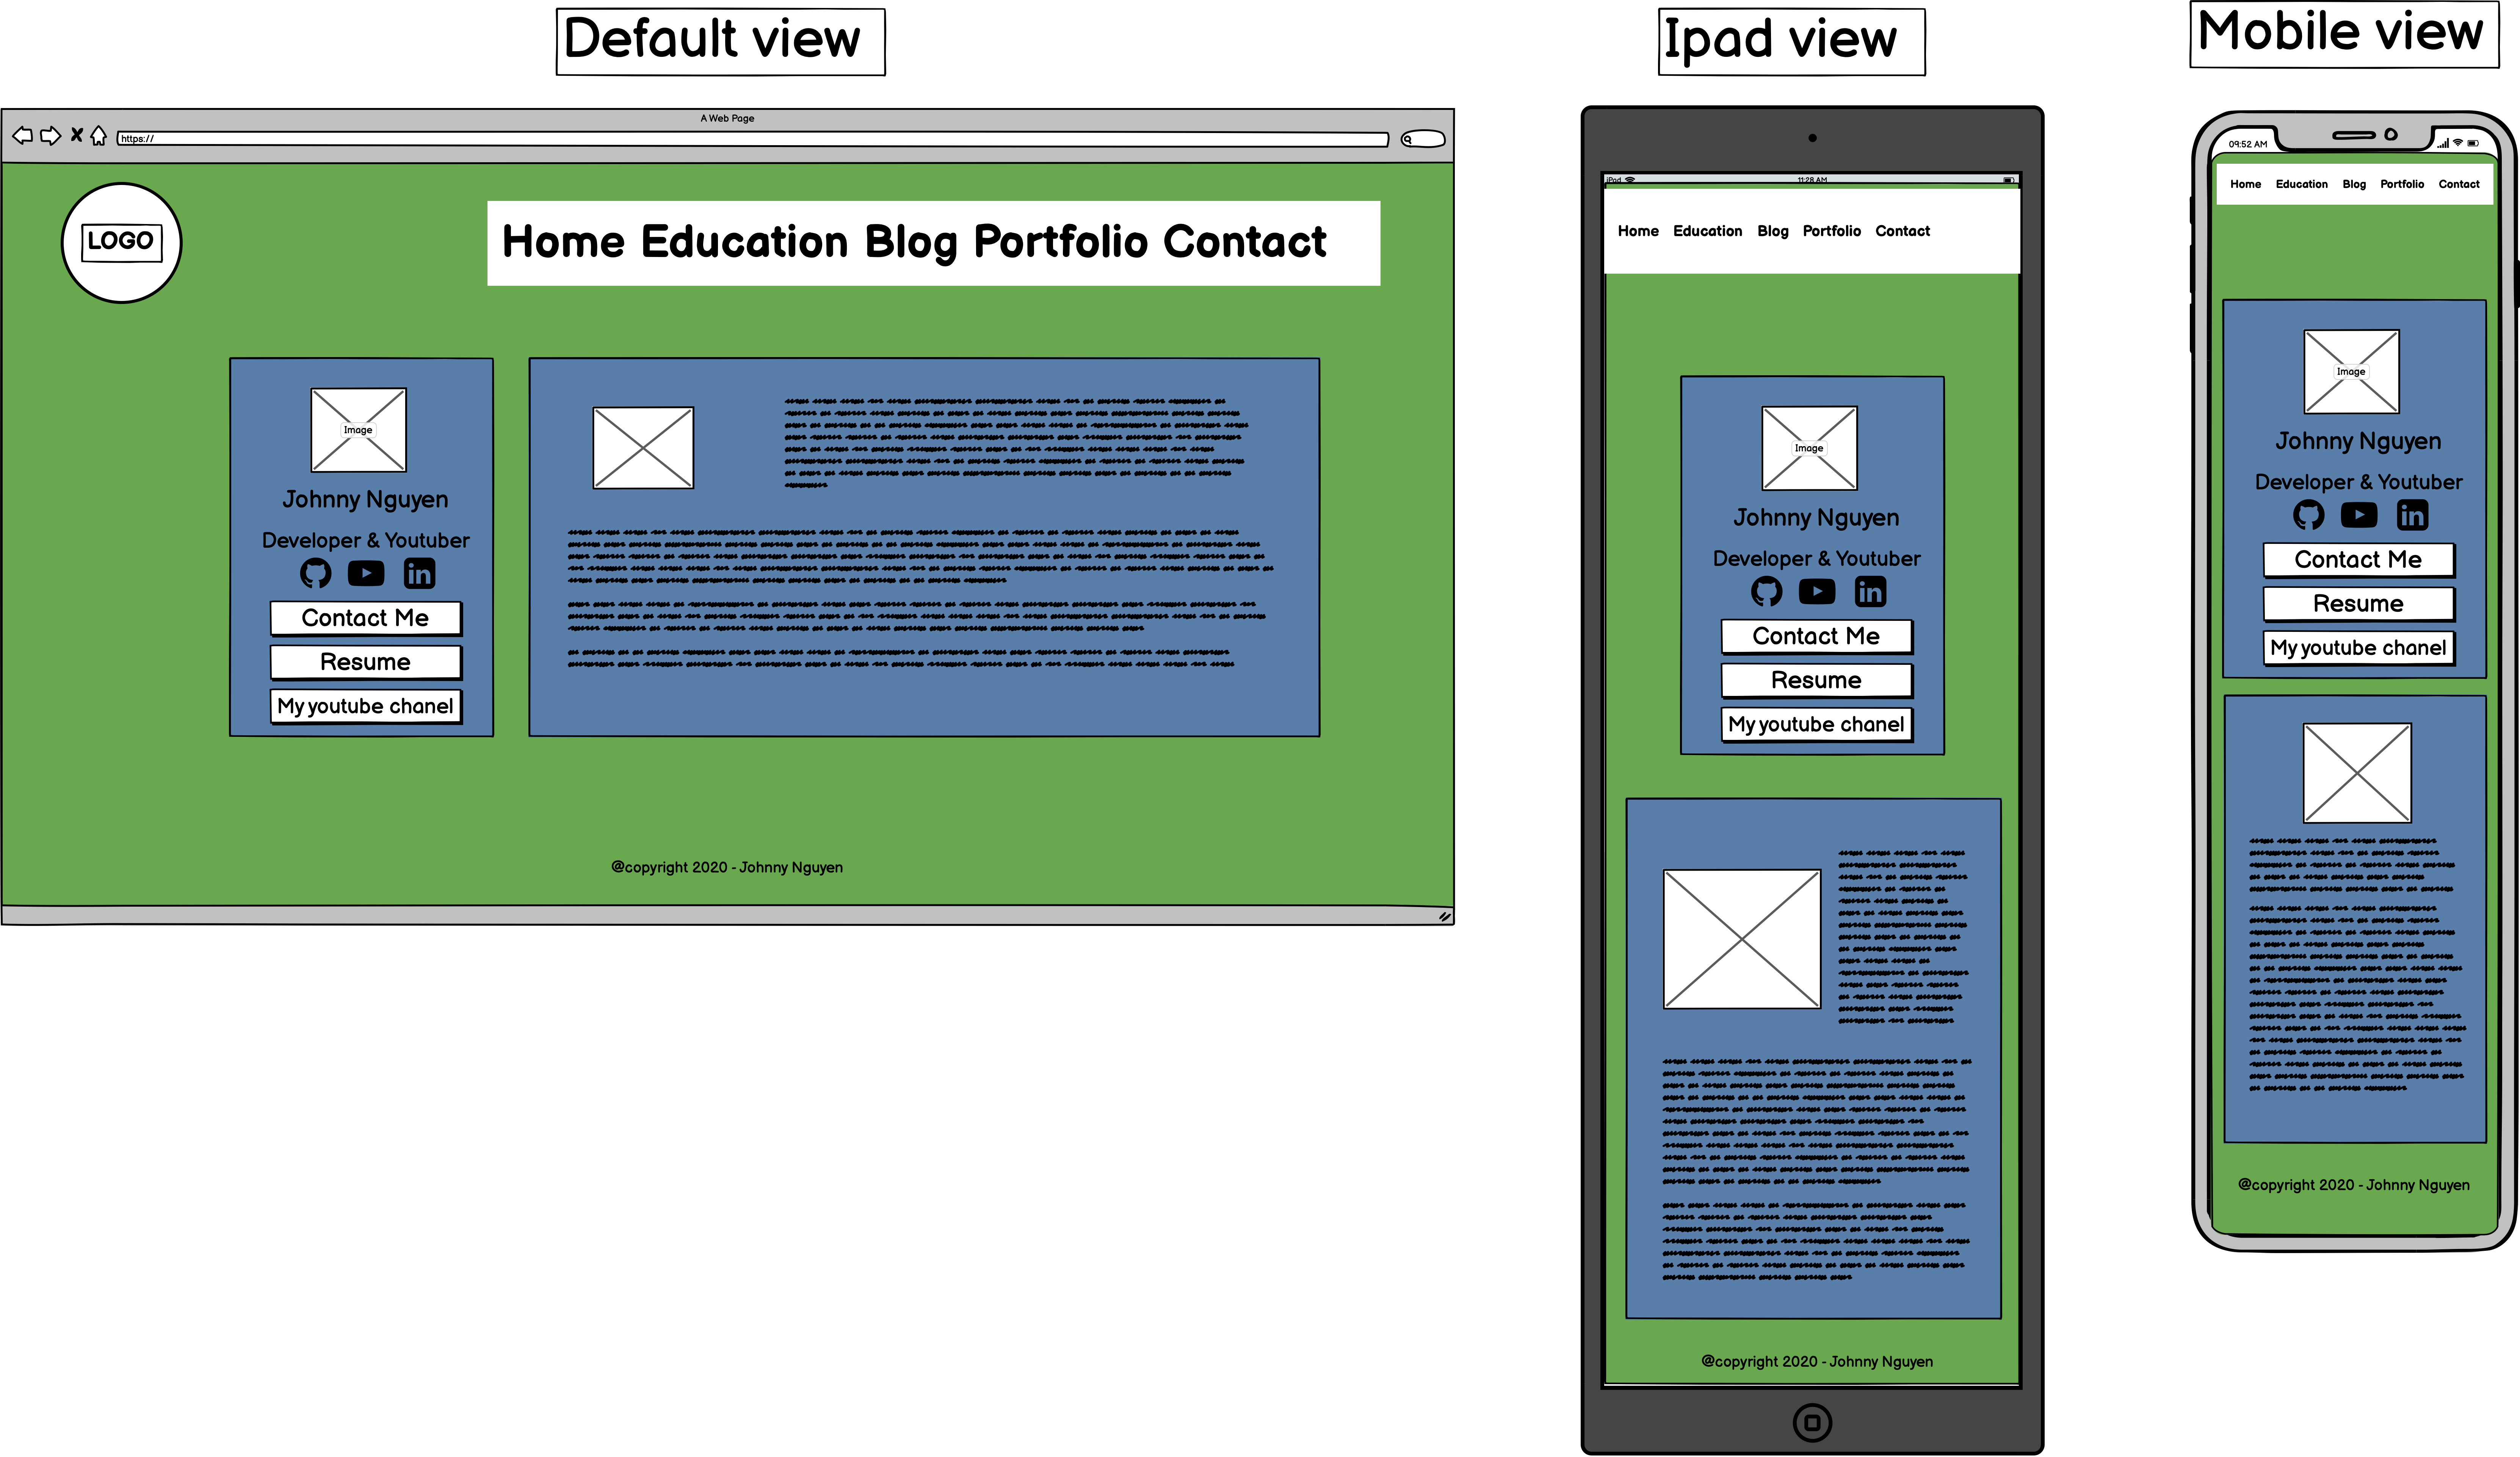 Default view
A Web Page
https://
LOGO
Home Education Blog Portfolio Contact
Image
Johnny Nguyen
Developer & Youtuber
in
Contact Me
Resume
My youtube chanel
@copyright 2020 - Johnny Nguyen
Ipad view
iPod
11:28 AM
Home Education Blog Portfolio Contact
Image
Johnny Nguyen
Developer & Youtuber
in
Contact Me
Resume
My youtube chanel
@copyright 2020 - Johnny Nguyen
Mobile view
09:52 AM
Home Education Blog Portfolio Contact
Image
Johnny Nguyen
Developer & Youtuber
in
Contact Me
Resume
My youtube chanel
@copyright 2020 - Johnny Nguyen